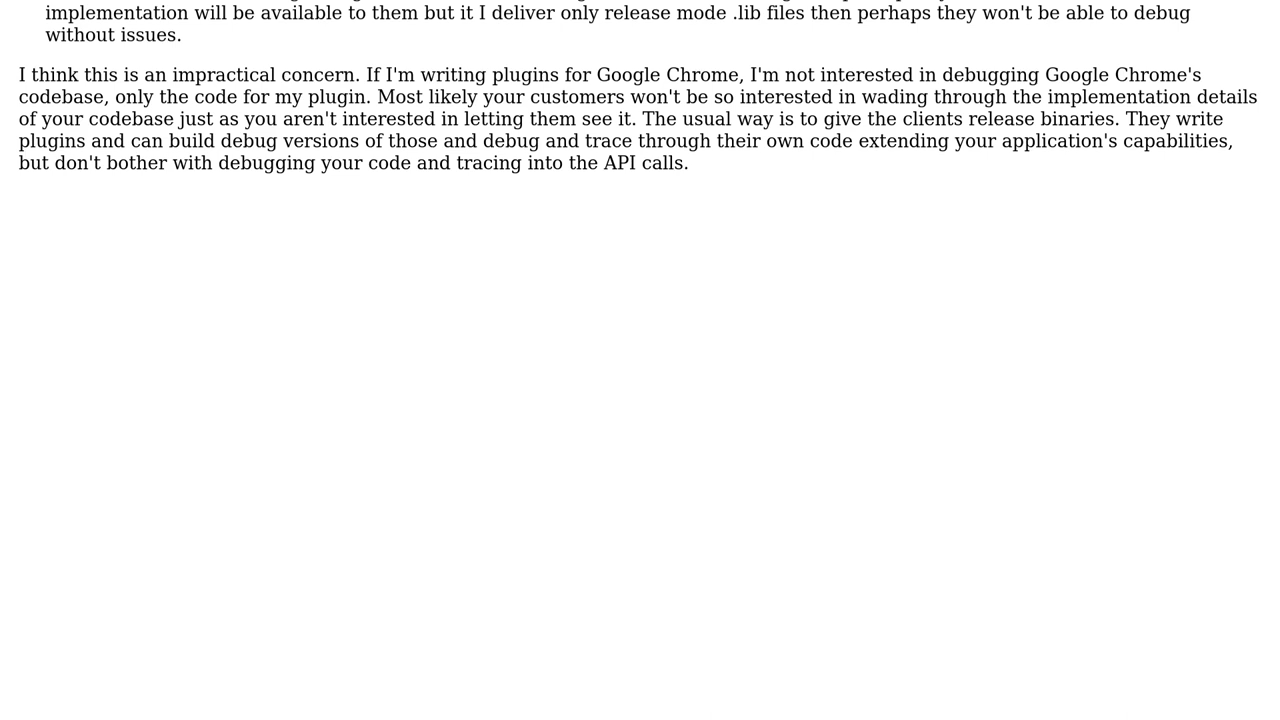 implementation will be available to them but it I deliver only release mode .lib files then perhaps they won't be able to debug
without issues.
I think this is an impractical concern. If I'm writing plugins for Google Chrome, I'm not interested in debugging Google Chrome's
codebase, only the code for my plugin. Most likely your customers won't be so interested in wading through the implementation details
of your codebase just as you aren't interested in letting them see it. The usual way is to give the clients release binaries. They write
plugins and can build debug versions of those and debug and trace through their own code extending your application's capabilities,
but don't bother with debugging your code and tracing into the API calls.